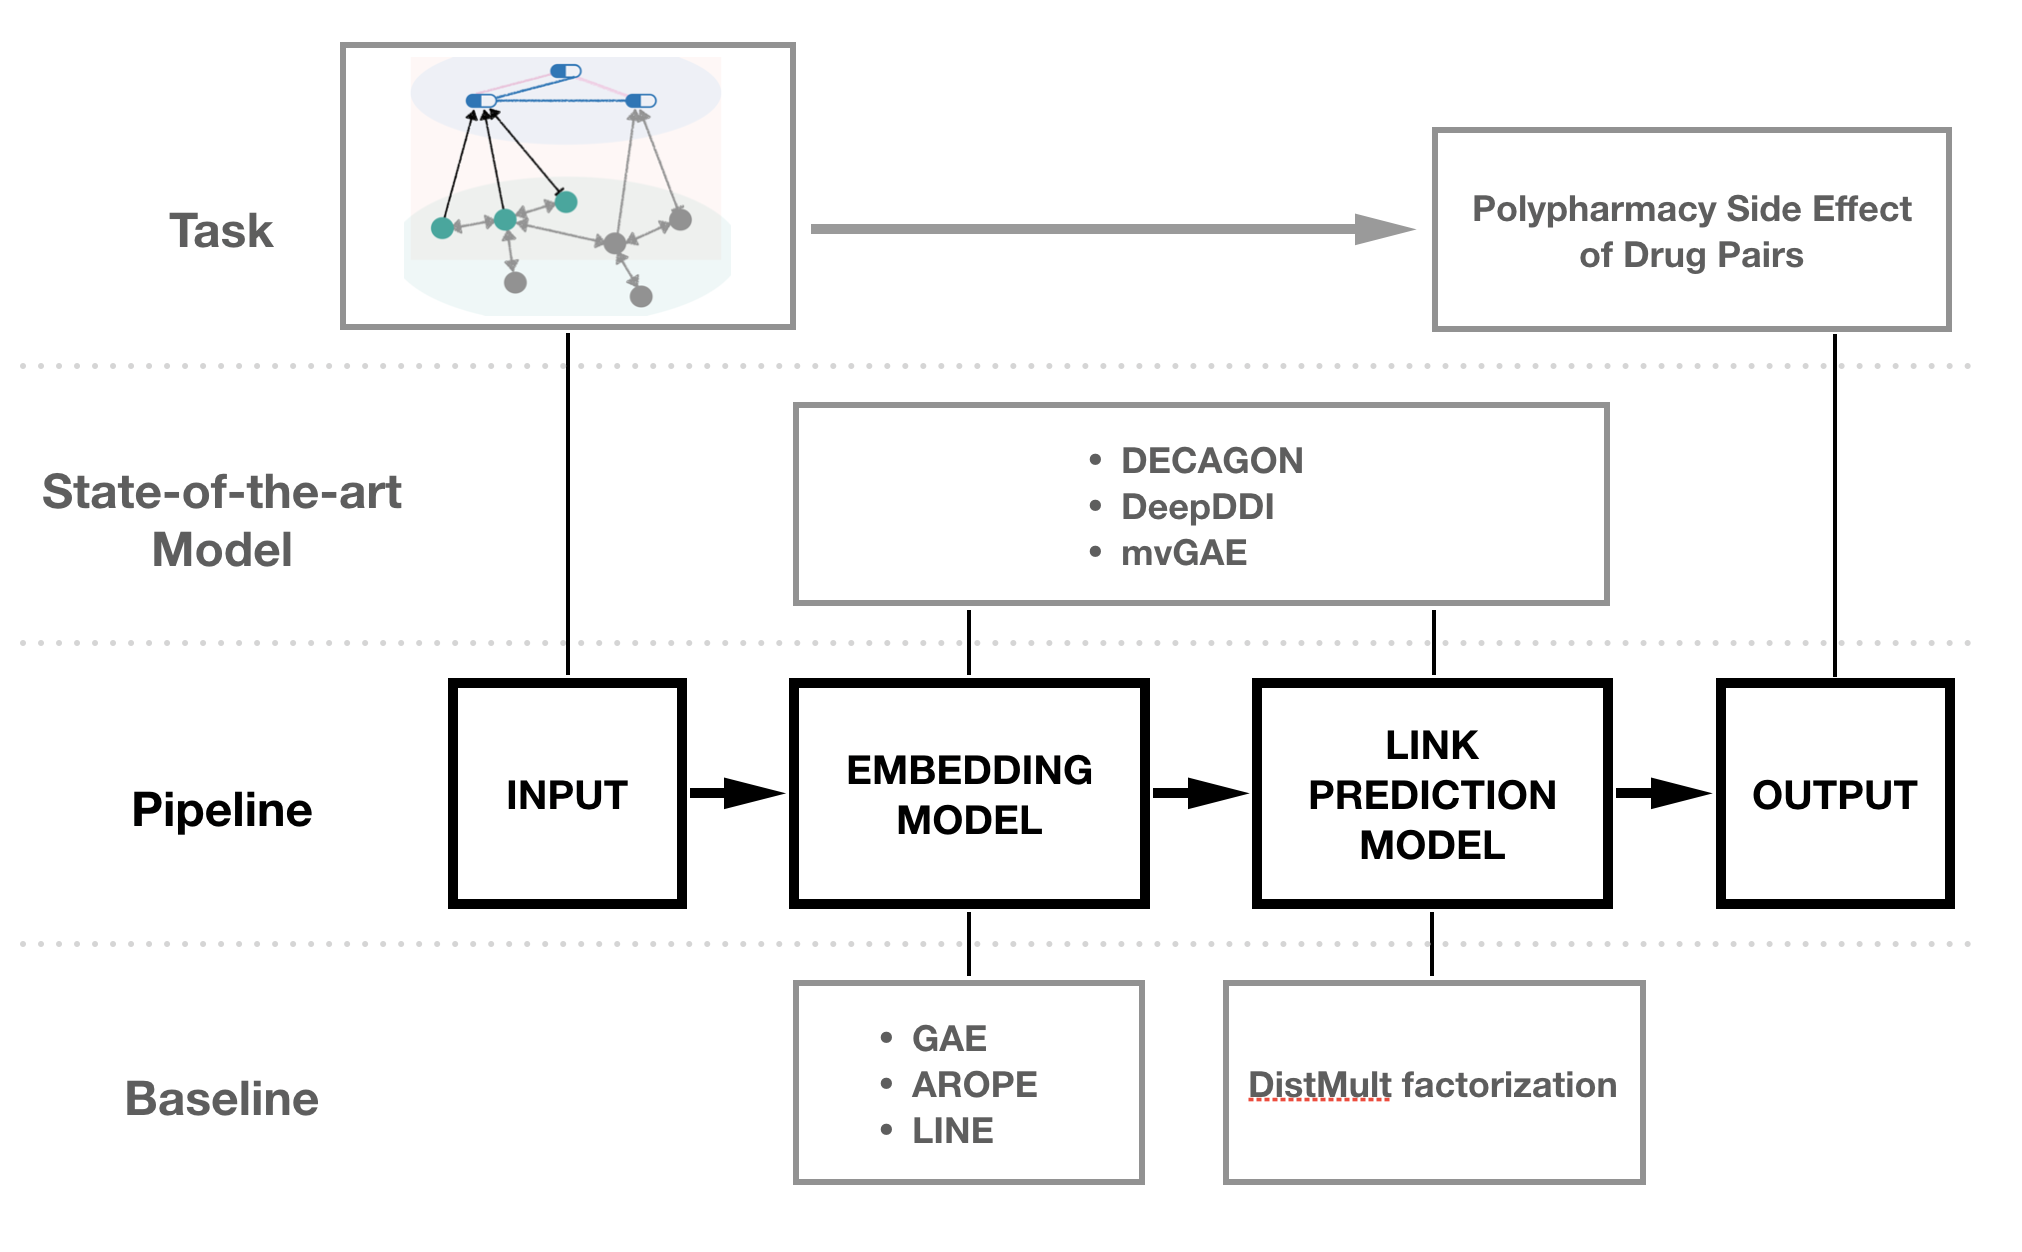 Task
Polypharmacy Side Effect
of Drug Pairs
State-of-the-art
Model
• DECAGON
• DeepDDI
• mvGAE
Pipeline
INPUT
EMBEDDING
MODEL
LINK
PREDICTION
MODEL
OUTPUT
Baseline
• GAE
• AROPE
• LINE
DistMult factorization